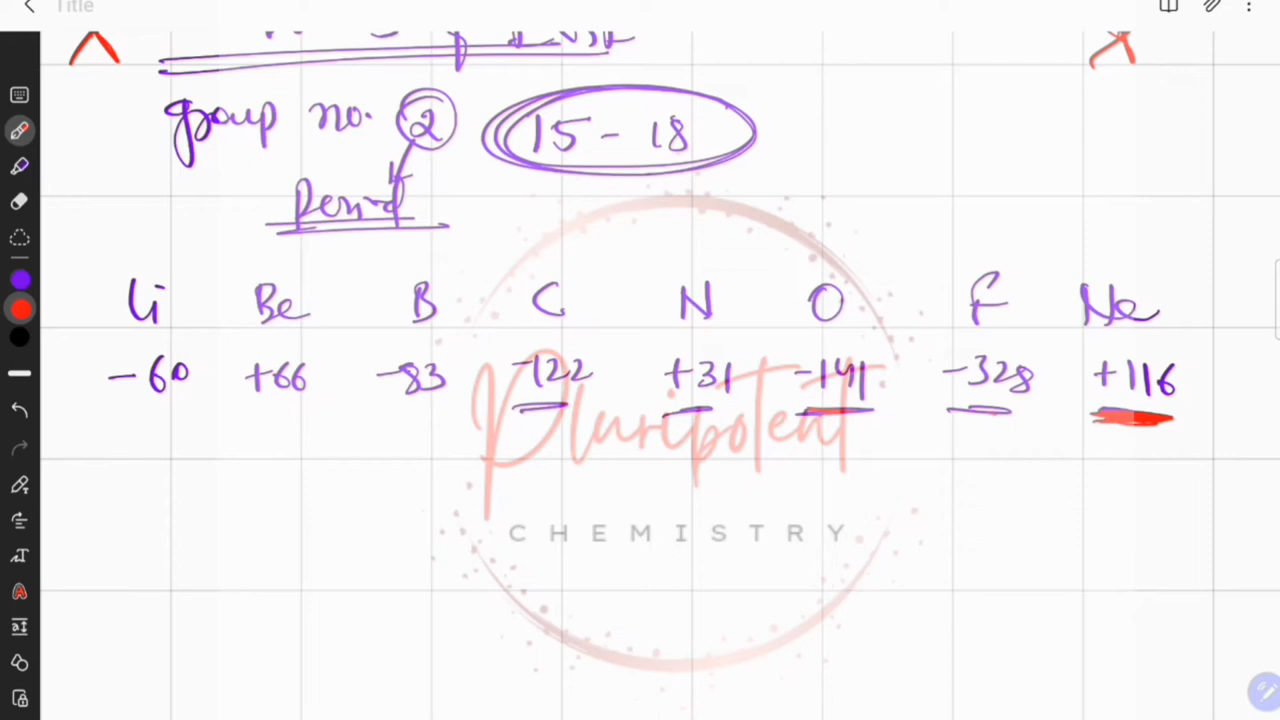 Title
group no. 2 15 - 18
Period
Li Be B C N O F Ne
-60 +66 -83 -122 +31 -141 -328 +116
Pluripotent
CHEMISTRY